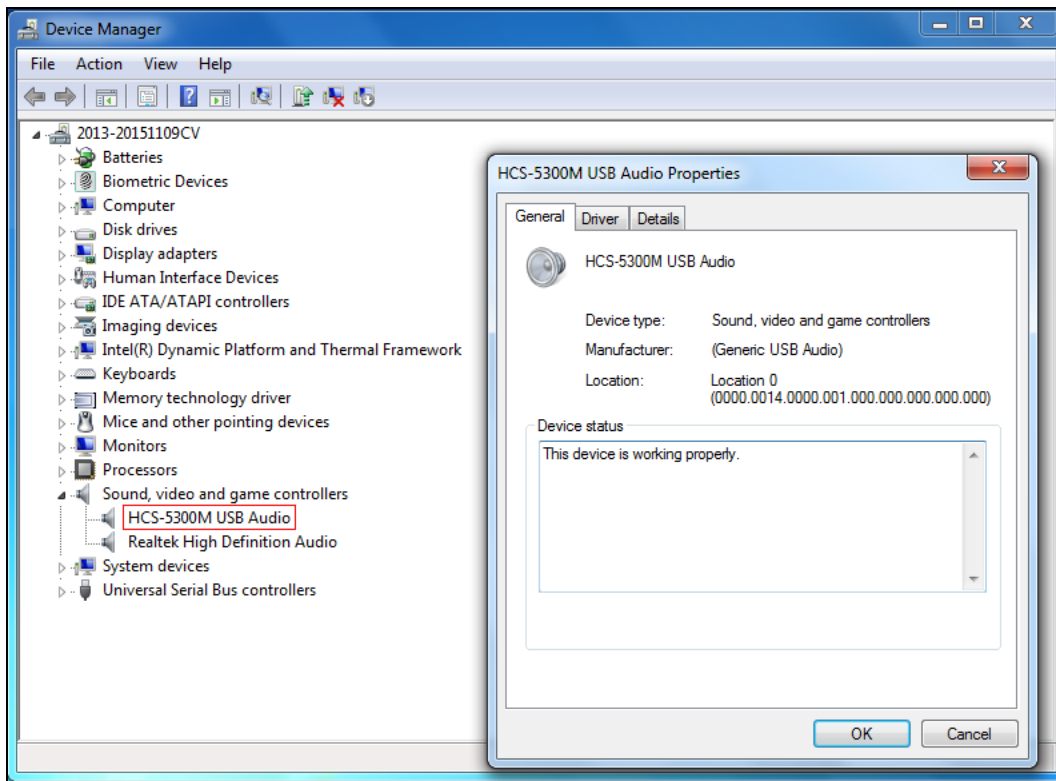 Device Manager
File Action View Help
2013-20151109CV
Batteries
Biometric Devices
Computer
Disk drives
Display adapters
Human Interface Devices
IDE ATA/ATAPI controllers
Imaging devices
Intel(R) Dynamic Platform and Thermal Framework
Keyboards
Memory technology driver
Mice and other pointing devices
Monitors
Processors
Sound, video and game controllers
HCS-5300M USB Audio
Realtek High Definition Audio
System devices
Universal Serial Bus controllers
HCS-5300M USB Audio Properties
General Driver Details
HCS-5300M USB Audio
Device type: Sound, video and game controllers
Manufacturer: (Generic USB Audio)
Location: Location 0
(0000.0014.0000.001.000.000.000.000.000)
Device status
This device is working properly.
OK Cancel